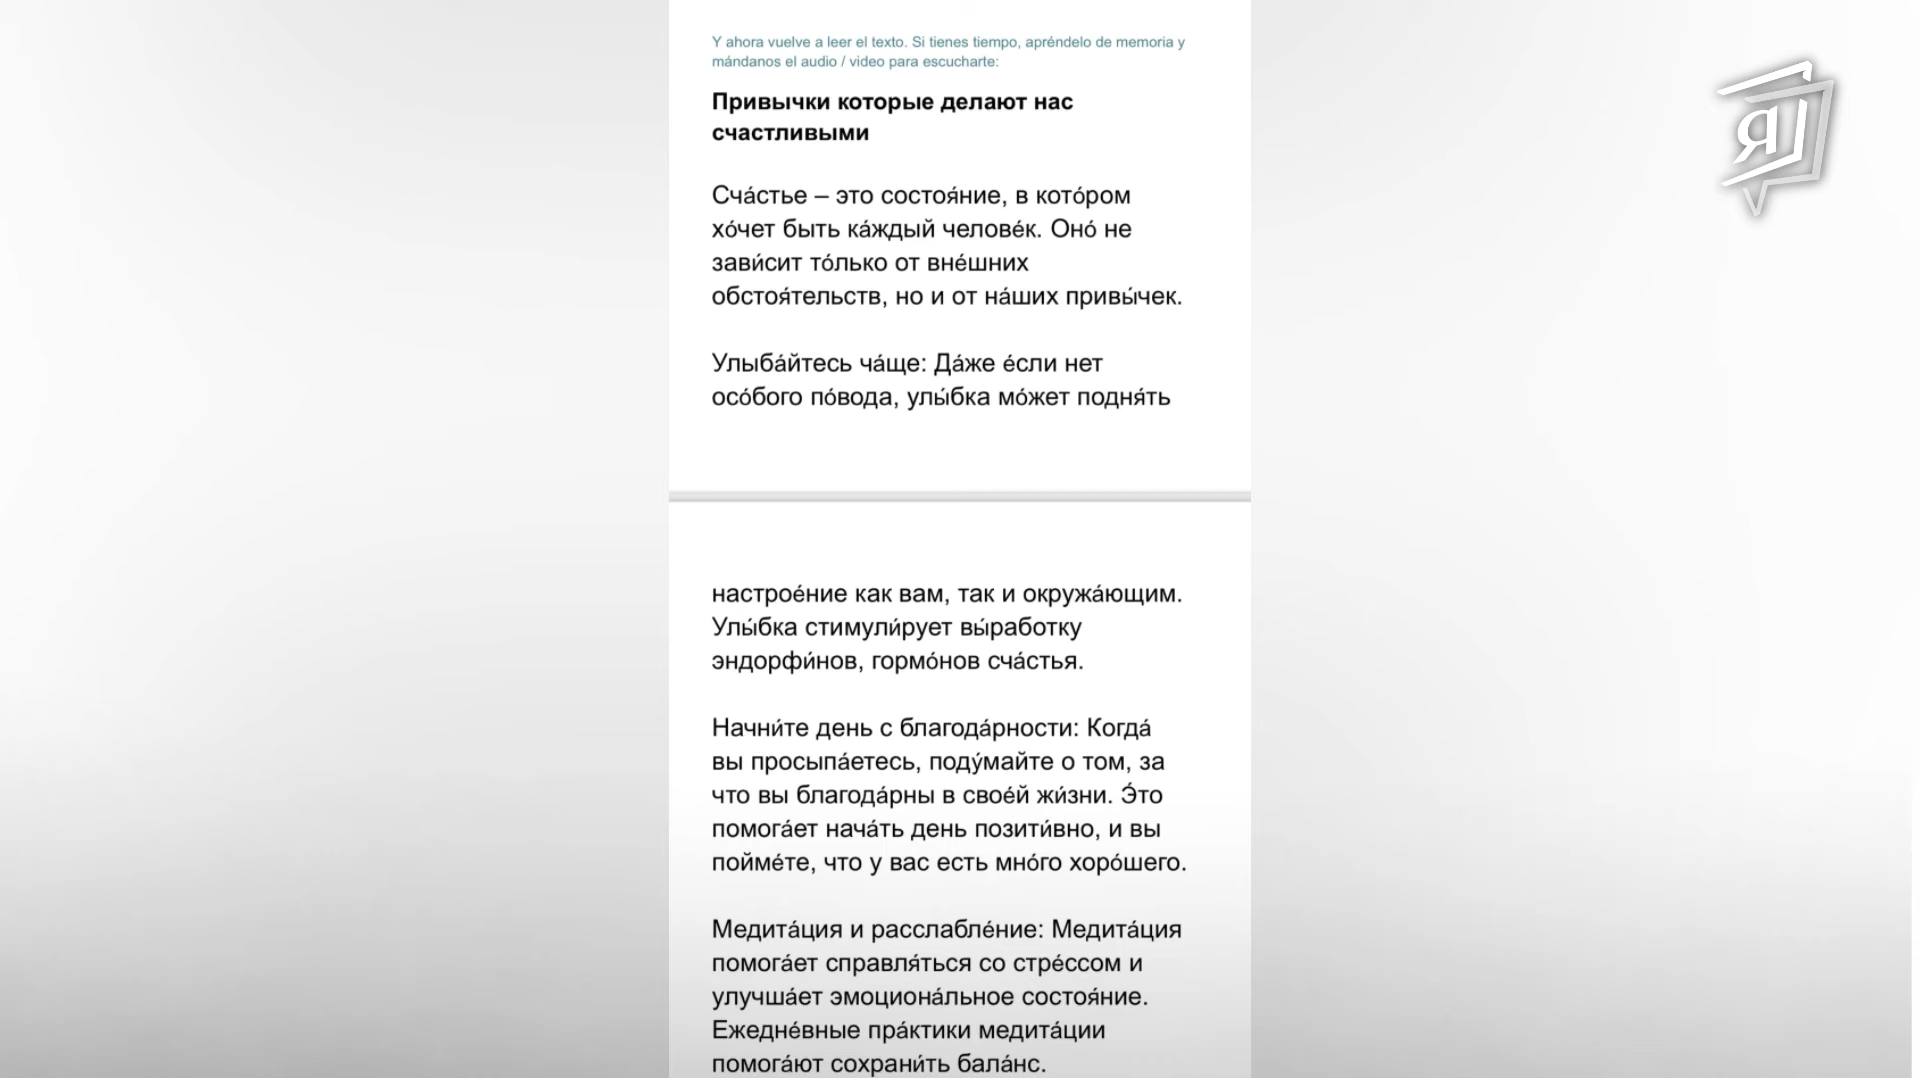 Y ahora vuelve a leer el texto. Si tienes tiempo, apréndelo de memoria y
mándanos el audio / video para escucharte:
Привычки которые делают нас
счастливыми
Сча́стье – это состоя́ние, в кото́ром
хо́чет быть ка́ждый челове́к. Оно́ не
зави́сит то́лько от вне́шних
обстоя́тельств, но и от на́ших привы́чек.
Улыба́йтесь ча́ще: Да́же е́сли нет
осо́бого по́вода, улы́бка мо́жет подня́ть
настрое́ние как вам, так и окружа́ющим.
Улы́бка стимули́рует вы́работку
эндорфи́нов, гормо́нов сча́стья.
Начни́те день с благода́рности: Когда́
вы просыпа́етесь, поду́майте о том, за
что вы благода́рны в свое́й жи́зни. Э́то
помога́ет нача́ть день позити́вно, и вы
пойме́те, что у вас есть мно́го хоро́шего.
Медита́ция и расслабле́ние: Медита́ция
помога́ет справля́ться со стре́ссом и
улучша́ет эмоциона́льное состоя́ние.
Ежедне́вные пра́ктики медита́ции
помога́ют сохрани́ть бала́нс.
Я